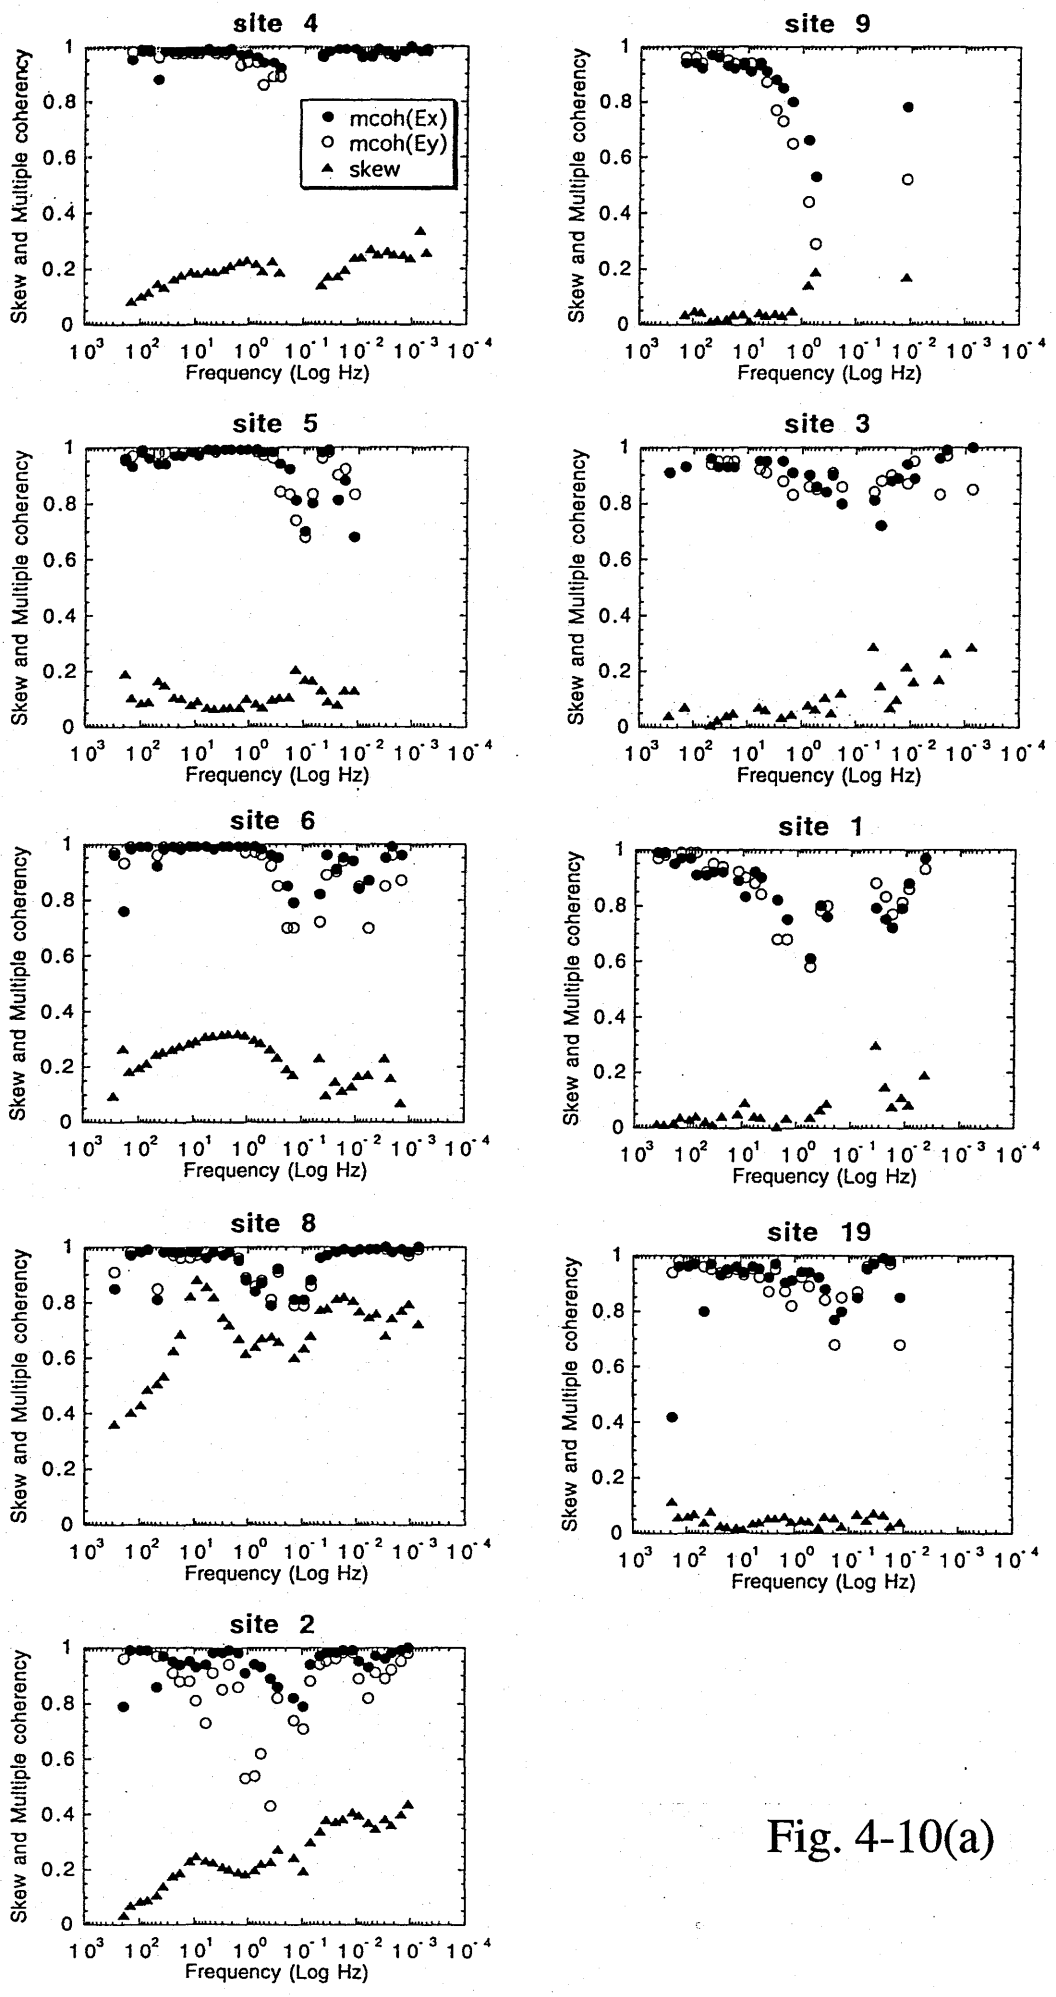 site 4
Skew and Multiple coherency
1
0.8
0.6
0.4
0.2
0
mcoh(Ex)
mcoh(Ey)
skew
10³ 10² 10¹ 10⁰ 10⁻¹ 10⁻² 10⁻³ 10⁻⁴
Frequency (Log Hz)
site 9
Skew and Multiple coherency
1
0.8
0.6
0.4
0.2
0
10³ 10² 10¹ 10⁰ 10⁻¹ 10⁻² 10⁻³ 10⁻⁴
Frequency (Log Hz)
site 5
Skew and Multiple coherency
1
0.8
0.6
0.4
0.2
0
10³ 10² 10¹ 10⁰ 10⁻¹ 10⁻² 10⁻³ 10⁻⁴
Frequency (Log Hz)
site 3
Skew and Multiple coherency
1
0.8
0.6
0.4
0.2
0
10³ 10² 10¹ 10⁰ 10⁻¹ 10⁻² 10⁻³ 10⁻⁴
Frequency (Log Hz)
site 6
Skew and Multiple coherency
1
0.8
0.6
0.4
0.2
0
10³ 10² 10¹ 10⁰ 10⁻¹ 10⁻² 10⁻³ 10⁻⁴
Frequency (Log Hz)
site 1
Skew and Multiple coherency
1
0.8
0.6
0.4
0.2
0
10³ 10² 10¹ 10⁰ 10⁻¹ 10⁻² 10⁻³ 10⁻⁴
Frequency (Log Hz)
site 8
Skew and Multiple coherency
1
0.8
0.6
0.4
0.2
0
10³ 10² 10¹ 10⁰ 10⁻¹ 10⁻² 10⁻³ 10⁻⁴
Frequency (Log Hz)
site 19
Skew and Multiple coherency
1
0.8
0.6
0.4
0.2
0
10³ 10² 10¹ 10⁰ 10⁻¹ 10⁻² 10⁻³ 10⁻⁴
Frequency (Log Hz)
site 2
Skew and Multiple coherency
1
0.8
0.6
0.4
0.2
0
10³ 10² 10¹ 10⁰ 10⁻¹ 10⁻² 10⁻³ 10⁻⁴
Frequency (Log Hz)
Fig. 4-10(a)